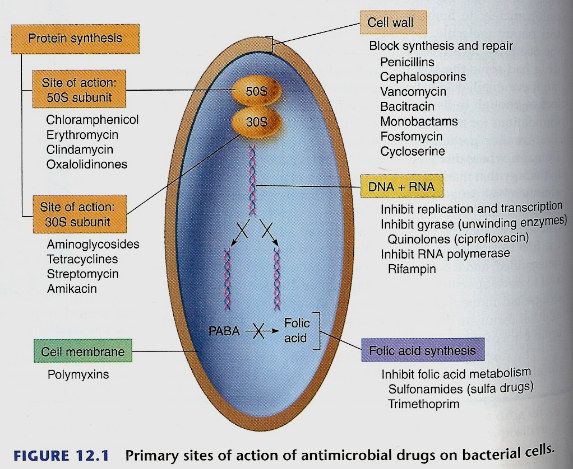 Protein synthesis
Site of action:
50S subunit
Chloramphenicol
Erythromycin
Clindamycin
Oxalolidinones
Site of action:
30S subunit
Aminoglycosides
Tetracyclines
Streptomycin
Amikacin
Cell membrane
Polymyxins
50S
30S
PABA
Folic
acid
Cell wall
Block synthesis and repair
Penicillins
Cephalosporins
Vancomycin
Bacitracin
Monobactams
Fosfomycin
Cycloserine
DNA + RNA
Inhibit replication and transcription
Inhibit gyrase (unwinding enzymes)
Quinolones (ciprofloxacin)
Inhibit RNA polymerase
Rifampin
Folic acid synthesis
Inhibit folic acid metabolism
Sulfonamides (sulfa drugs)
Trimethoprim
FIGURE 12.1 Primary sites of action of antimicrobial drugs on bacterial cells.